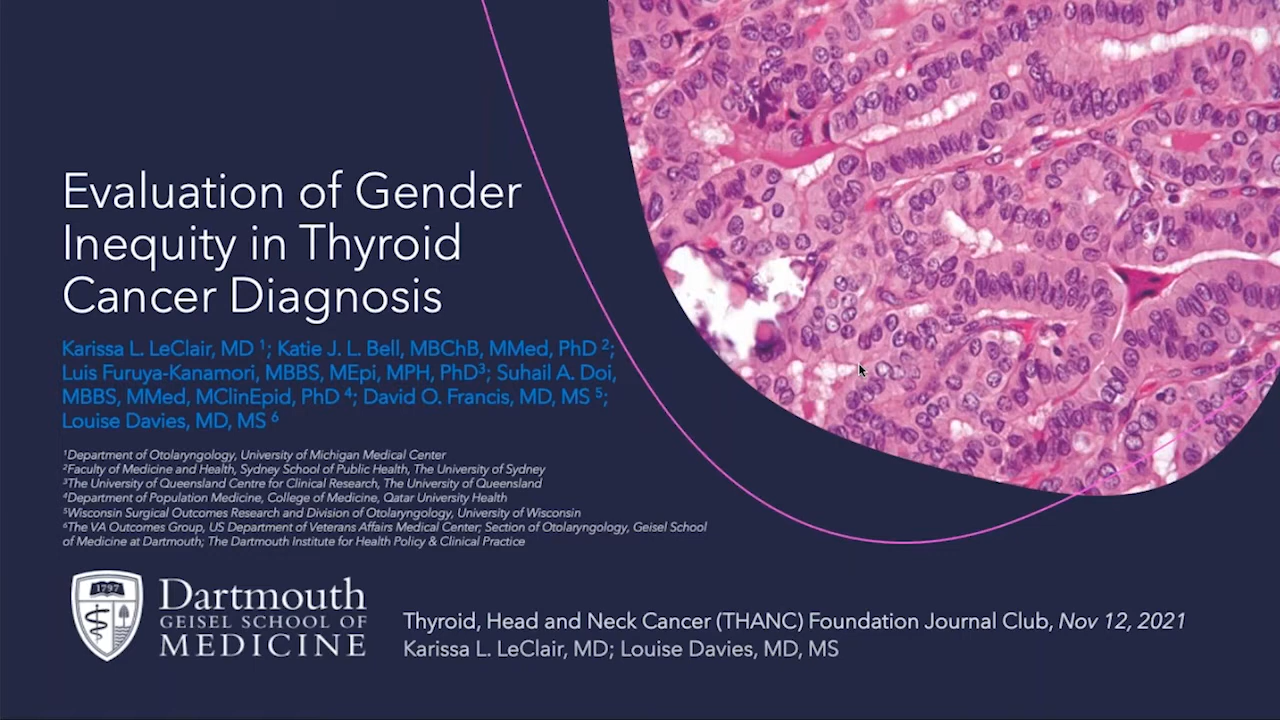 Evaluation of Gender
Inequity in Thyroid
Cancer Diagnosis
Karissa L. LeClair, MD ¹; Katie J. L. Bell, MBChB, MMed, PhD ²;
Luis Furuya-Kanamori, MBBS, MEpi, MPH, PhD³; Suhail A. Doi,
MBBS, MMed, MClinEpid, PhD ⁴; David O. Francis, MD, MS ⁵;
Louise Davies, MD, MS ⁶
¹Department of Otolaryngology, University of Michigan Medical Center
²Faculty of Medicine and Health, Sydney School of Public Health, The University of Sydney
³The University of Queensland Centre for Clinical Research, The University of Queensland
⁴Department of Population Medicine, College of Medicine, Qatar University Health
⁵Wisconsin Surgical Outcomes Research and Division of Otolaryngology, University of Wisconsin
⁶The VA Outcomes Group, US Department of Veterans Affairs Medical Center; Section of Otolaryngology, Geisel School
of Medicine at Dartmouth; The Dartmouth Institute for Health Policy & Clinical Practice
1797
Dartmouth
GEISEL SCHOOL OF
MEDICINE
Thyroid, Head and Neck Cancer (THANC) Foundation Journal Club, Nov 12, 2021
Karissa L. LeClair, MD; Louise Davies, MD, MS